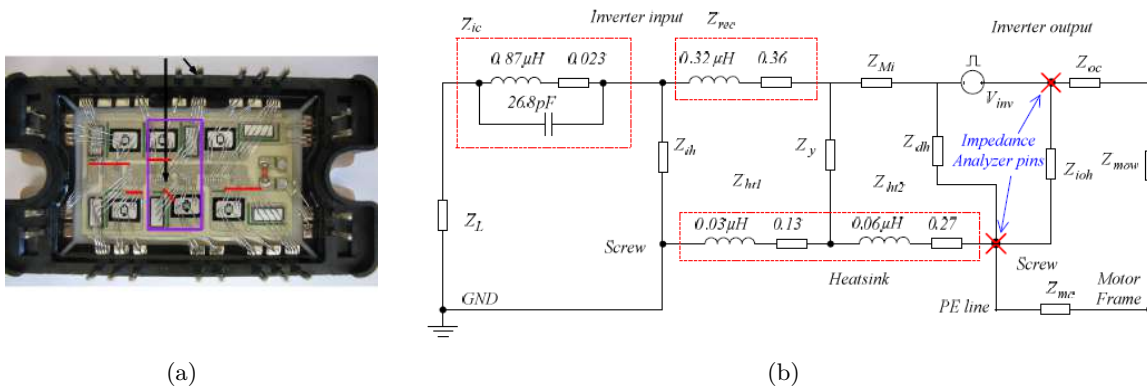 Inverter input
Z_ic
Z_rec
Inverter output
0.87μH 0.023
0.32μH 0.36
Z_Mi
Z_oc
26.8pF
V_inv
Impedance
Analyzer pins
Z_ih
Z_y
Z_dh
Z_ioh
Z_mow
Z_ht1
Z_ht2
Z_L
0.03μH 0.13
0.06μH 0.27
Screw
Screw
Heatsink
GND
PE line
Z_me
Motor
Frame
(a)
(b)